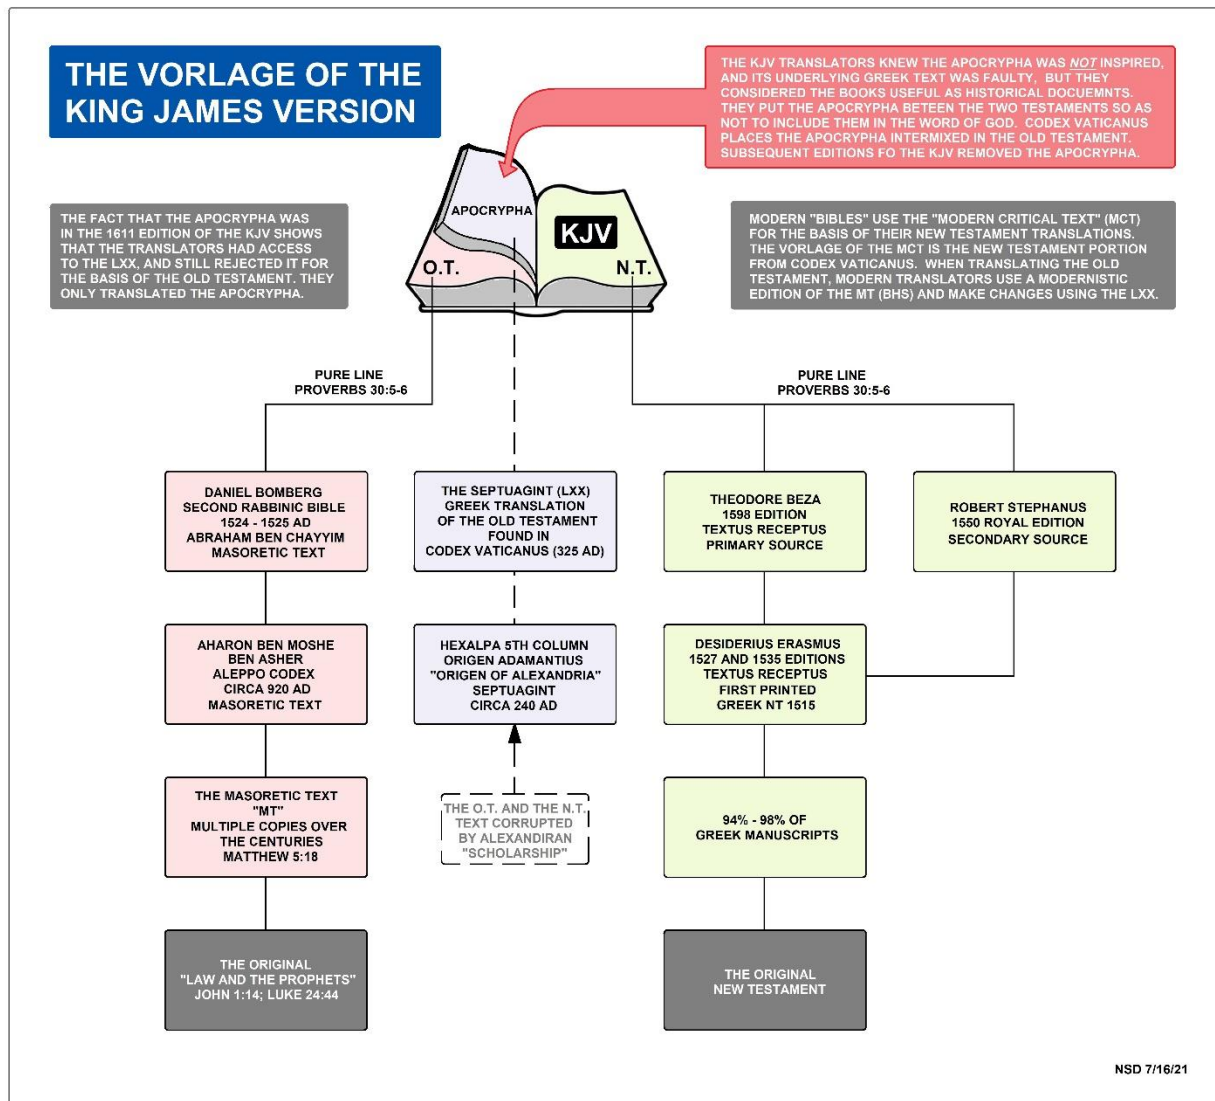 THE VORLAGE OF THE
KING JAMES VERSION
THE KJV TRANSLATORS KNEW THE APOCRYPHA WAS NOT INSPIRED,
AND ITS UNDERLYING GREEK TEXT WAS FAULTY, BUT THEY
CONSIDERED THE BOOKS USEFUL AS HISTORICAL DOCUEMNTS.
THEY PUT THE APOCRYPHA BETEEN THE TWO TESTAMENTS SO AS
NOT TO INCLUDE THEM IN THE WORD OF GOD. CODEX VATICANUS
PLACES THE APOCRYPHA INTERMIXED IN THE OLD TESTAMENT.
SUBSEQUENT EDITIONS FO THE KJV REMOVED THE APOCRYPHA.
THE FACT THAT THE APOCRYPHA WAS
IN THE 1611 EDITION OF THE KJV SHOWS
THAT THE TRANSLATORS HAD ACCESS
TO THE LXX, AND STILL REJECTED IT FOR
THE BASIS OF THE OLD TESTAMENT. THEY
ONLY TRANSLATED THE APOCRYPHA.
APOCRYPHA
KJV
O.T.
N.T.
MODERN "BIBLES" USE THE "MODERN CRITICAL TEXT" (MCT)
FOR THE BASIS OF THEIR NEW TESTAMENT TRANSLATIONS.
THE VORLAGE OF THE MCT IS THE NEW TESTAMENT PORTION
FROM CODEX VATICANUS. WHEN TRANSLATING THE OLD
TESTAMENT, MODERN TRANSLATORS USE A MODERNISTIC
EDITION OF THE MT (BHS) AND MAKE CHANGES USING THE LXX.
PURE LINE
PROVERBS 30:5-6
PURE LINE
PROVERBS 30:5-6
DANIEL BOMBERG
SECOND RABBINIC BIBLE
1524 - 1525 AD
ABRAHAM BEN CHAYYIM
MASORETIC TEXT
THE SEPTUAGINT (LXX)
GREEK TRANSLATION
OF THE OLD TESTAMENT
FOUND IN
CODEX VATICANUS (325 AD)
THEODORE BEZA
1598 EDITION
TEXTUS RECEPTUS
PRIMARY SOURCE
ROBERT STEPHANUS
1550 ROYAL EDITION
SECONDARY SOURCE
AHARON BEN MOSHE
BEN ASHER
ALEPPO CODEX
CIRCA 920 AD
MASORETIC TEXT
HEXALPA 5TH COLUMN
ORIGEN ADAMANTIUS
"ORIGEN OF ALEXANDRIA"
SEPTUAGINT
CIRCA 240 AD
DESIDERIUS ERASMUS
1527 AND 1535 EDITIONS
TEXTUS RECEPTUS
FIRST PRINTED
GREEK NT 1515
THE MASORETIC TEXT
"MT"
MULTIPLE COPIES OVER
THE CENTURIES
MATTHEW 5:18
THE O.T. AND THE N.T.
TEXT CORRUPTED
BY ALEXANDIRAN
"SCHOLARSHIP"
94% - 98% OF
GREEK MANUSCRIPTS
THE ORIGINAL
"LAW AND THE PROPHETS"
JOHN 1:14; LUKE 24:44
THE ORIGINAL
NEW TESTAMENT
NSD 7/16/21